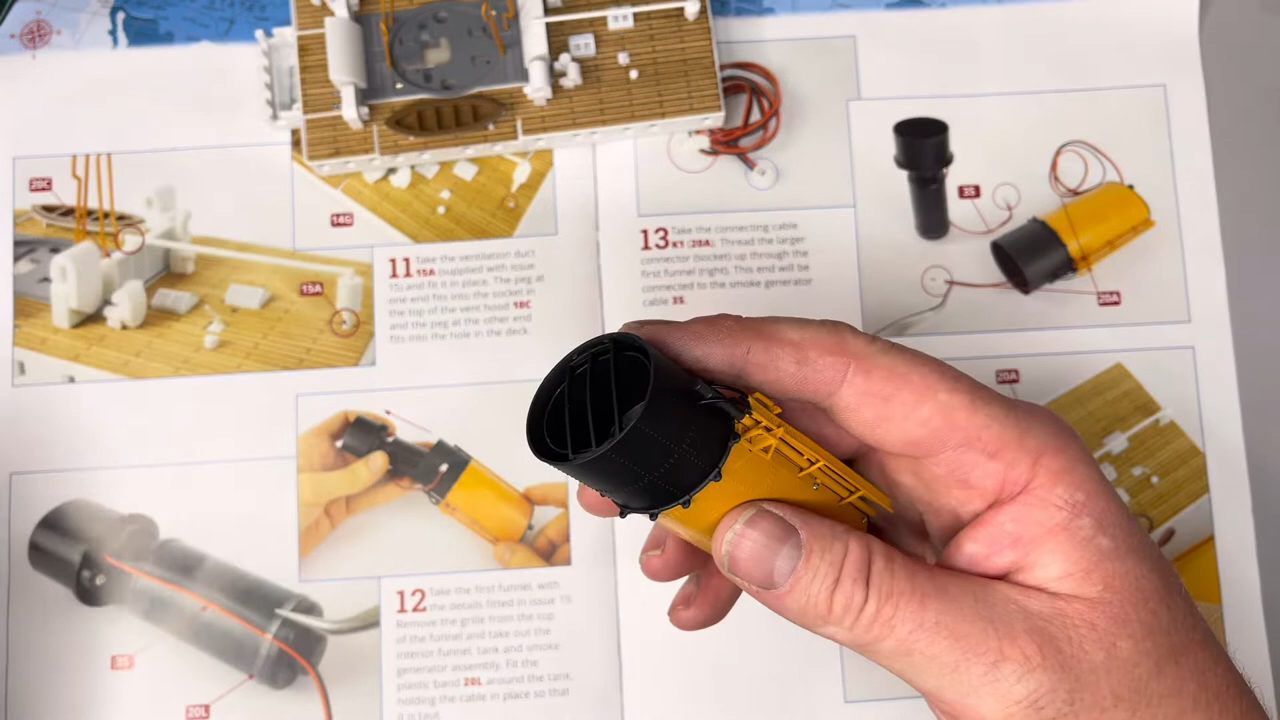 20C
14G
15A
11 Take the ventilation duct
15A (supplied with issue
15) and fit it in place. The peg at
one end fits into the socket in
the top of the vent hood 18C
and the peg at the other end
fits into the hole in the deck.
12 Take the first funnel, with
the details fitted in issue 15.
Remove the grille from the top
of the funnel and take out the
interior funnel, tank and smoke
generator assembly. Fit the
plastic band 20L around the tank,
holding the cable in place so that
it is taut.
3S
20L
13 Take the connecting cable
K1 (20A). Thread the larger
connector (socket) up through the
first funnel (right). This end will be
connected to the smoke generator
cable 3S.
3S
20A
20A